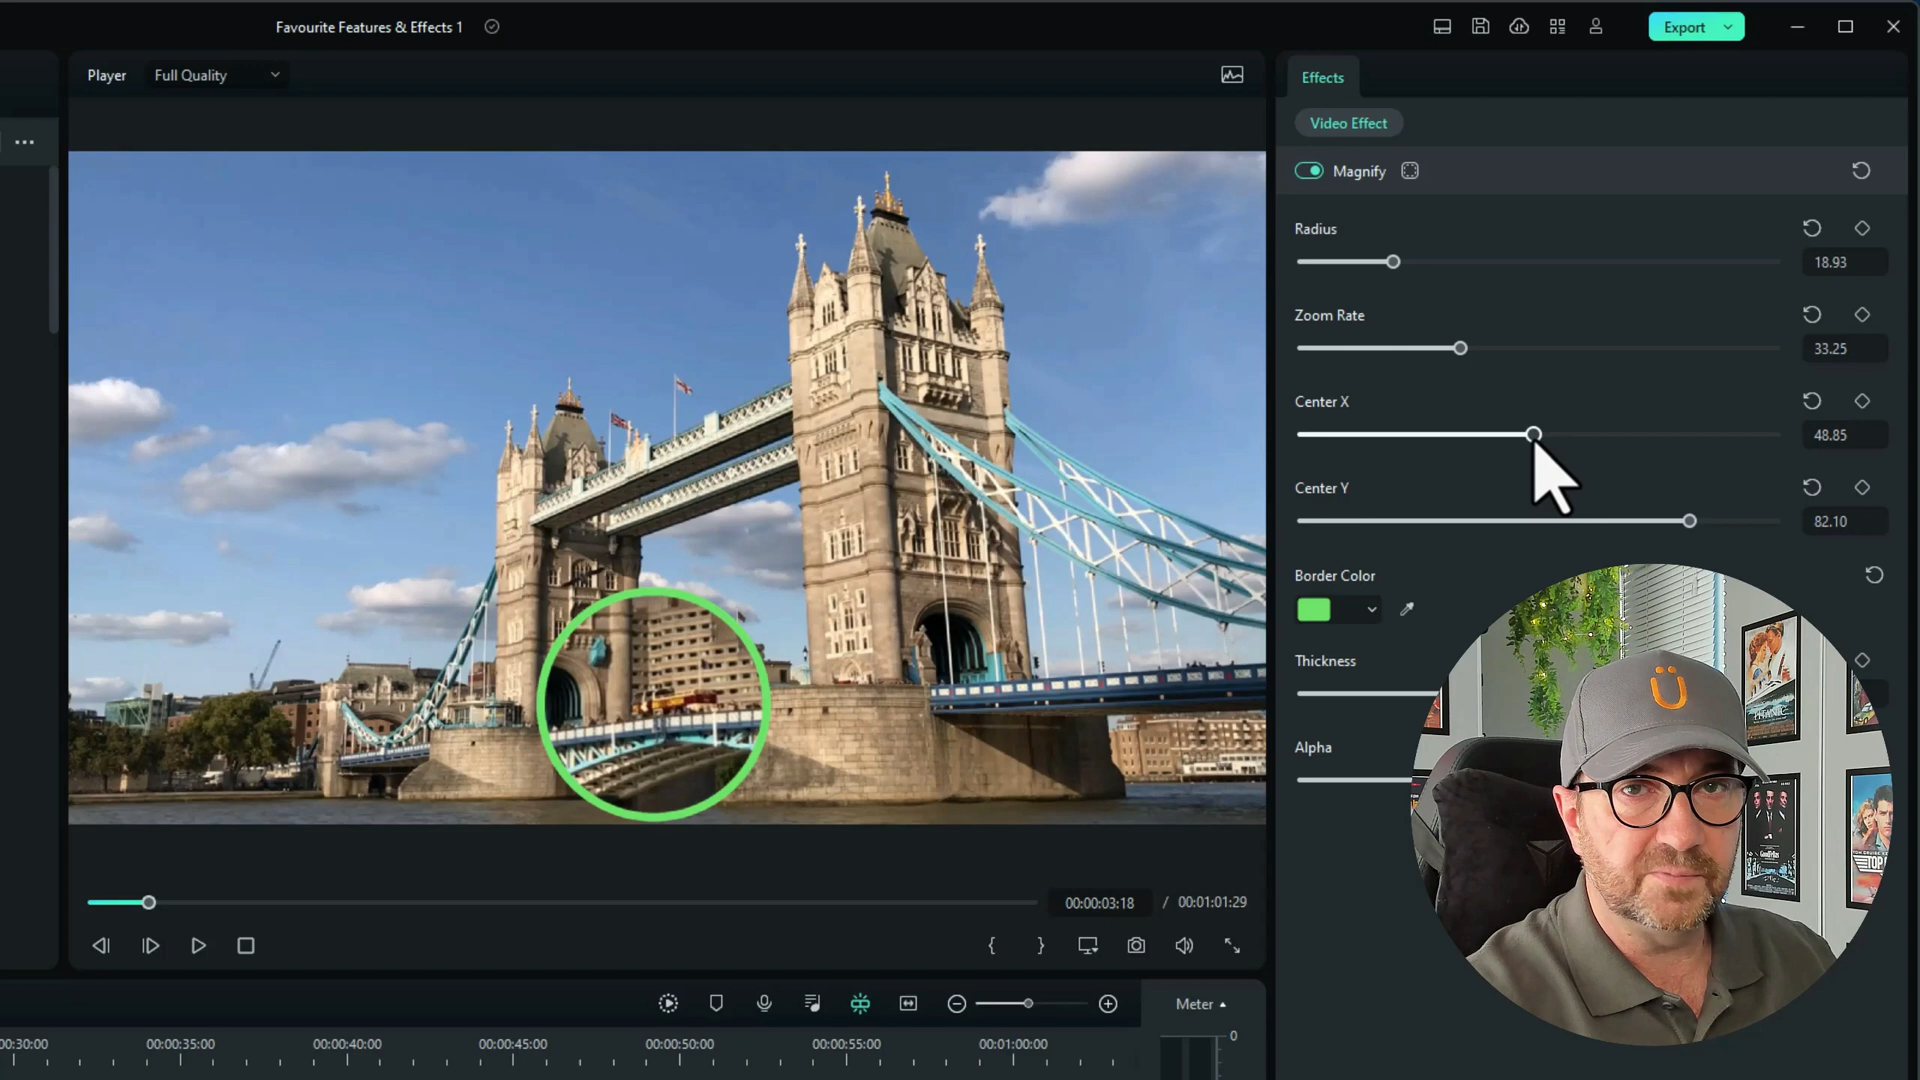 Favourite Features & Effects 1
Export
Player
Full Quality
Effects
Video Effect
Magnify
Radius
18.93
Zoom Rate
33.25
Center X
48.85
Center Y
82.10
Border Color
Thickness
Alpha
Ü
TITANIC
GoodFellas
TOP
00:00:03:18 / 00:01:01:29
Meter
00:30:00 00:00:35:00 00:00:40:00 00:00:45:00 00:00:50:00 00:00:55:00 00:01:00:00
0